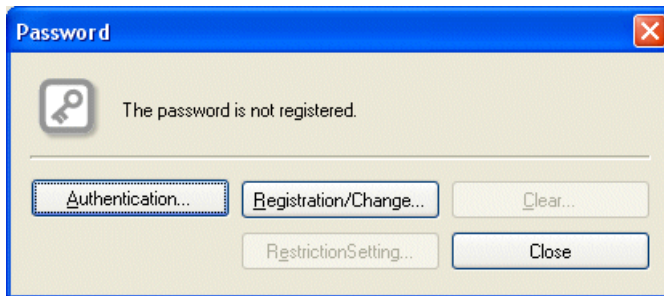 Password
The password is not registered.
Authentication... Registration/Change... Clear...
RestrictionSetting... Close